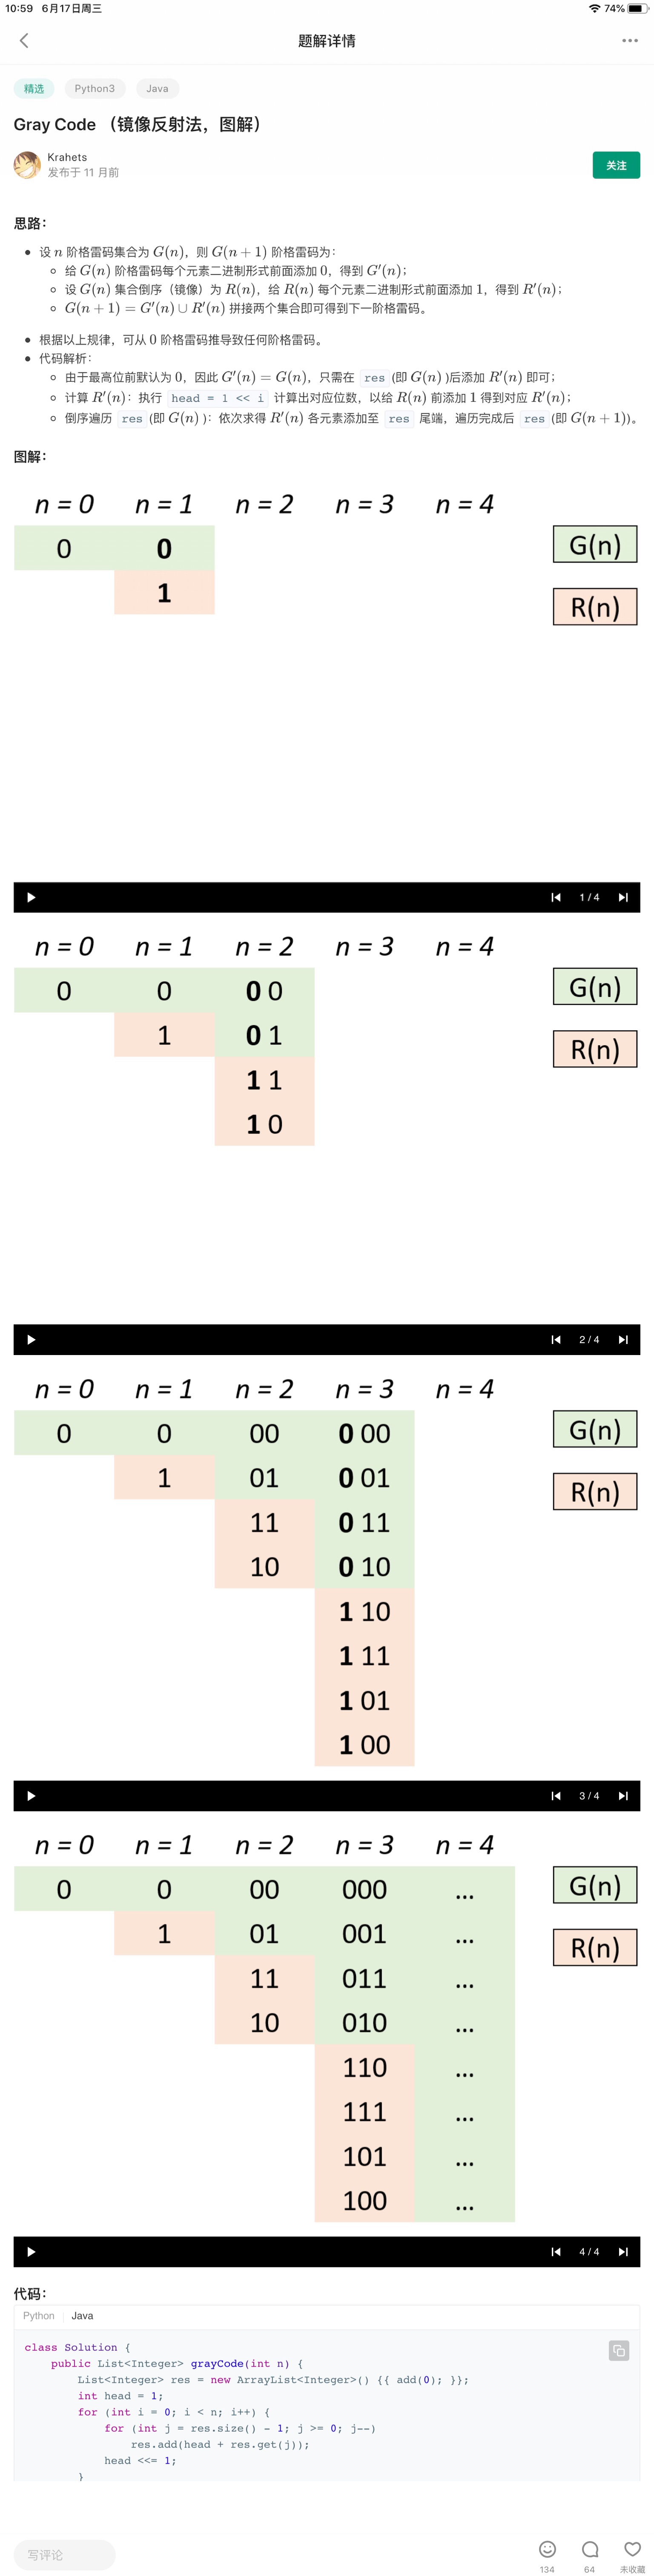 10:59 6月17日周三 74%
题解详情
精选 Python3 Java
Gray Code （镜像反射法，图解）
Krahets
发布于 11 月前
关注
思路：
设 n 阶格雷码集合为 G(n)，则 G(n + 1) 阶格雷码为：
给 G(n) 阶格雷码每个元素二进制形式前面添加 0，得到 G′(n)；
设 G(n) 集合倒序（镜像）为 R(n)，给 R(n) 每个元素二进制形式前面添加 1，得到 R′(n)；
G(n + 1) = G′(n) ∪ R′(n) 拼接两个集合即可得到下一阶格雷码。
根据以上规律，可从 0 阶格雷码推导致任何阶格雷码。
代码解析：
由于最高位前默认为 0，因此 G′(n) = G(n)，只需在 res (即 G(n) )后添加 R′(n) 即可；
计算 R′(n)：执行 head = 1 << i 计算出对应位数，以给 R(n) 前添加 1 得到对应 R′(n)；
倒序遍历 res (即 G(n) )：依次求得 R′(n) 各元素添加至 res 尾端，遍历完成后 res (即 G(n + 1))。
图解：
n = 0 n = 1 n = 2 n = 3 n = 4
0 0 G(n)
1 R(n)
1 / 4
n = 0 n = 1 n = 2 n = 3 n = 4
0 0 0 0 G(n)
1 0 1 R(n)
1 1
1 0
2 / 4
n = 0 n = 1 n = 2 n = 3 n = 4
0 0 00 0 00 G(n)
1 01 0 01 R(n)
11 0 11
10 0 10
1 10
1 11
1 01
1 00
3 / 4
n = 0 n = 1 n = 2 n = 3 n = 4
0 0 00 000 ... G(n)
1 01 001 ... R(n)
11 011 ...
10 010 ...
110 ...
111 ...
101 ...
100 ...
4 / 4
代码：
Python Java
class Solution {
public List<Integer> grayCode(int n) {
List<Integer> res = new ArrayList<Integer>() {{ add(0); }};
int head = 1;
for (int i = 0; i < n; i++) {
for (int j = res.size() - 1; j >= 0; j--)
res.add(head + res.get(j));
head <<= 1;
}
写评论
134 64 未收藏